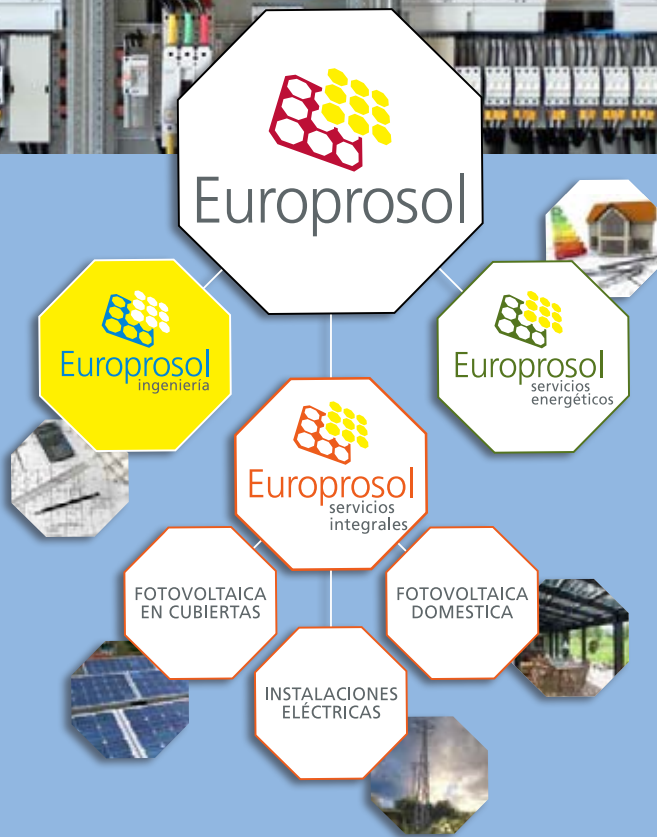 Europrosol
Europrosol
ingeniería
Europrosol
servicios
energéticos
Europrosol
servicios
integrales
FOTOVOLTAICA
EN CUBIERTAS
FOTOVOLTAICA
DOMESTICA
INSTALACIONES
ELÉCTRICAS